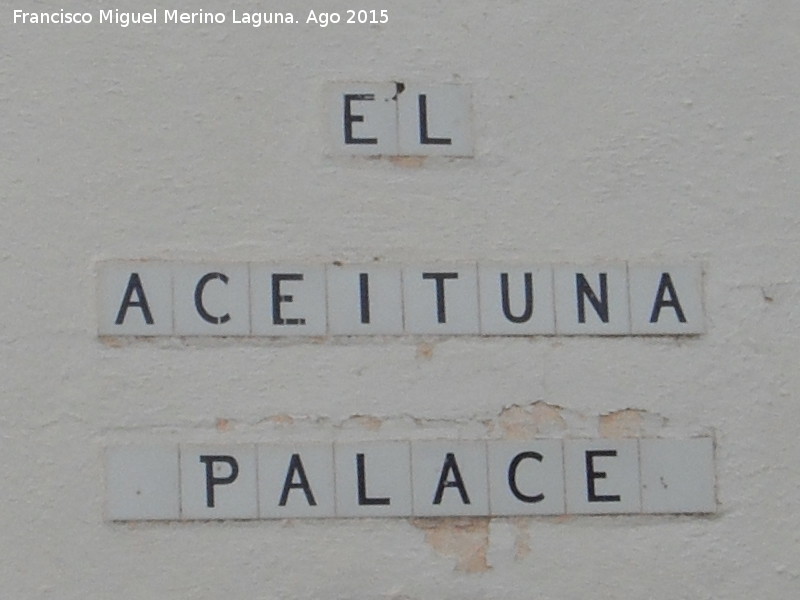 Francisco Miguel Merino Laguna. Ago 2015
EL
ACEITUNA
PALACE